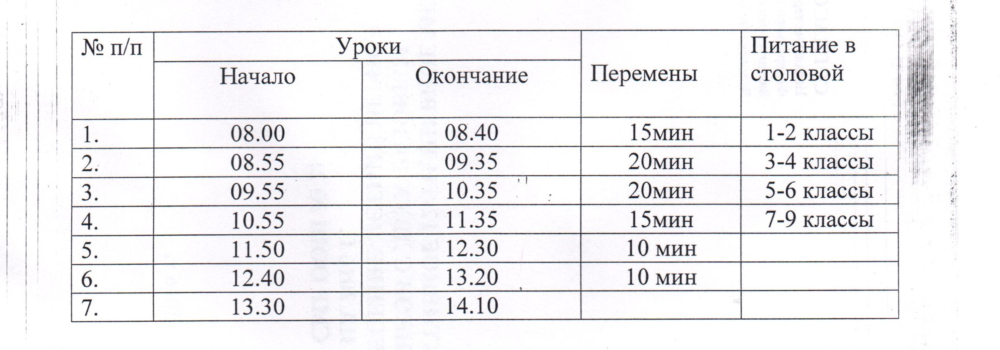 № п/п Уроки Перемены Питание в столовой
Начало Окончание
1. 08.00 08.40 15мин 1-2 классы
2. 08.55 09.35 20мин 3-4 классы
3. 09.55 10.35 20мин 5-6 классы
4. 10.55 11.35 15мин 7-9 классы
5. 11.50 12.30 10 мин
6. 12.40 13.20 10 мин
7. 13.30 14.10